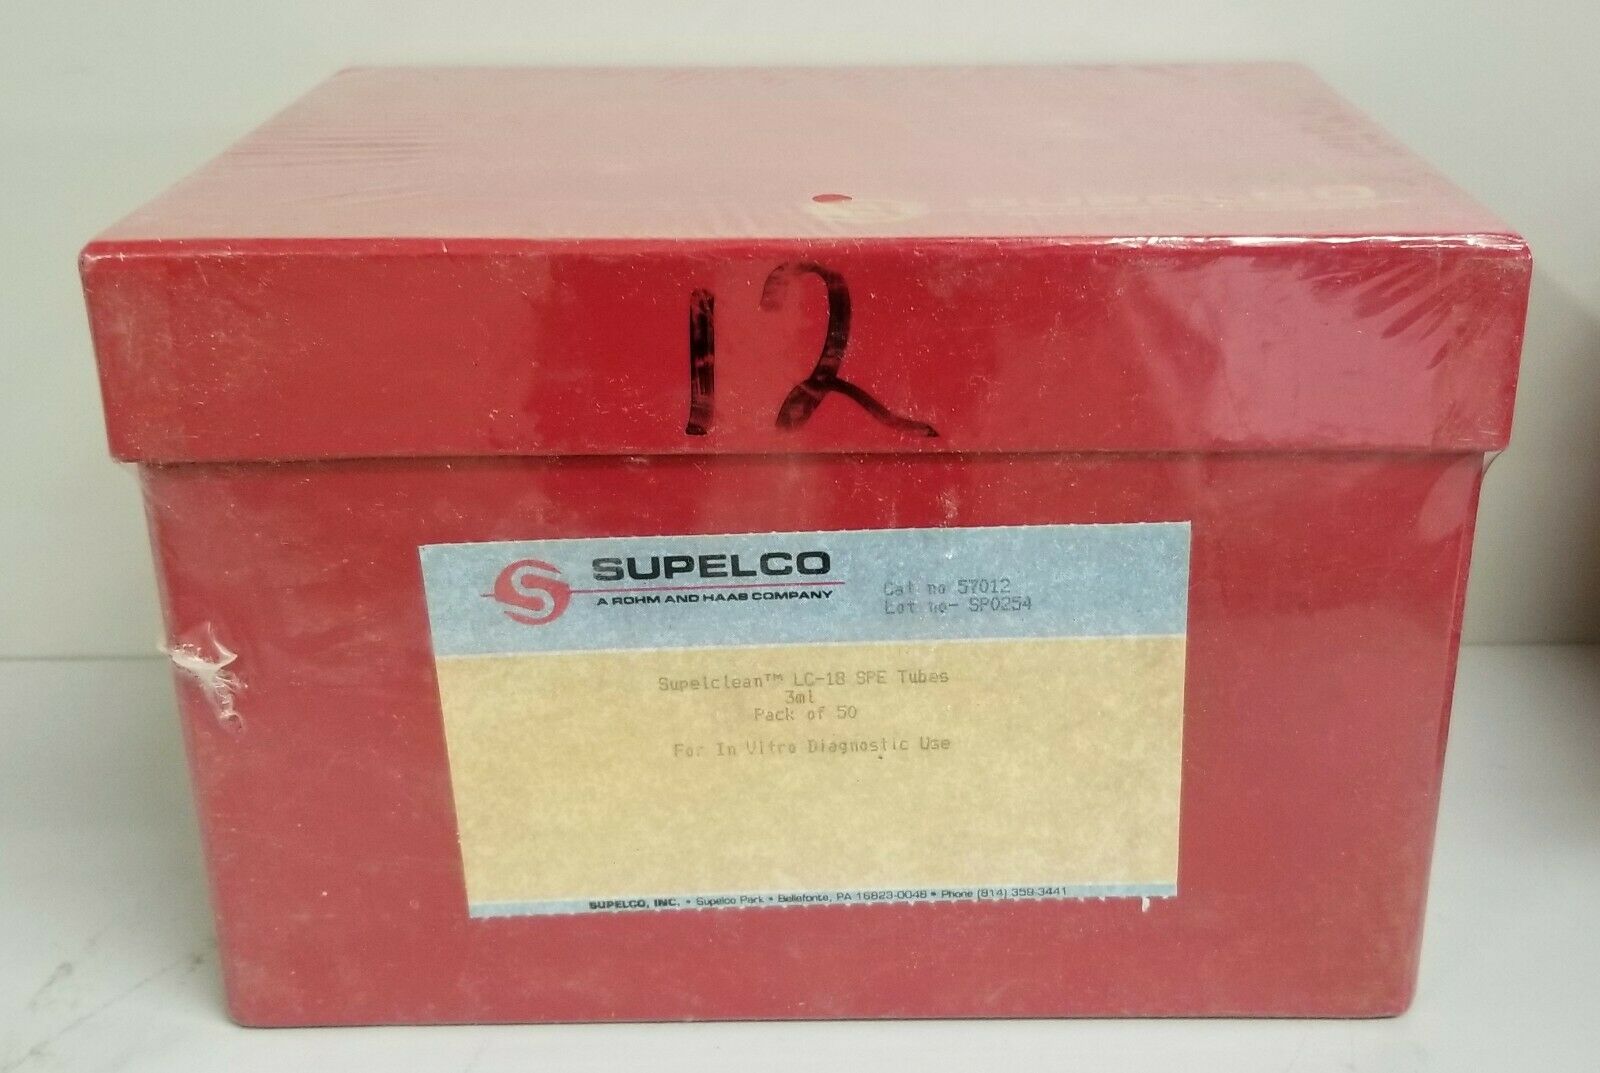 12
SUPELCO
A ROHM AND HAAS COMPANY
Cat no 57012
Lot no- SP0254
Supelclean™ LC-18 SPE Tubes
3ml
Pack of 50
For In Vitro Diagnostic Use
SUPELCO, INC. • Supelco Park • Bellefonte, PA 16823-0048 • Phone (814) 359-3441